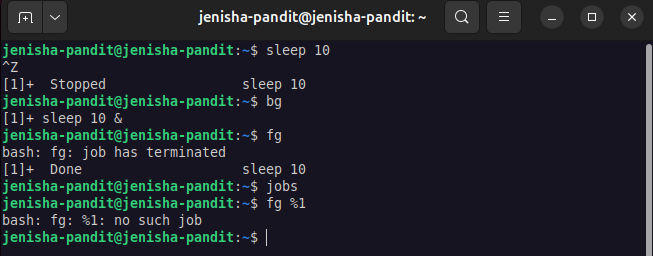 jenisha-pandit@jenisha-pandit: ~
jenisha-pandit@jenisha-pandit:~$ sleep 10
^Z
[1]+  Stopped                 sleep 10
jenisha-pandit@jenisha-pandit:~$ bg
[1]+ sleep 10 &
jenisha-pandit@jenisha-pandit:~$ fg
bash: fg: job has terminated
[1]+  Done                    sleep 10
jenisha-pandit@jenisha-pandit:~$ jobs
jenisha-pandit@jenisha-pandit:~$ fg %1
bash: fg: %1: no such job
jenisha-pandit@jenisha-pandit:~$